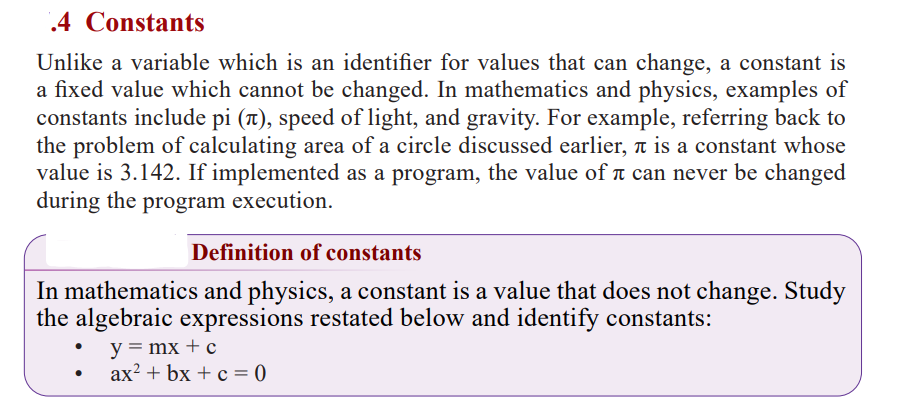 .4 Constants
Unlike a variable which is an identifier for values that can change, a constant is
a fixed value which cannot be changed. In mathematics and physics, examples of
constants include pi (π), speed of light, and gravity. For example, referring back to
the problem of calculating area of a circle discussed earlier, π is a constant whose
value is 3.142. If implemented as a program, the value of π can never be changed
during the program execution.
Definition of constants
In mathematics and physics, a constant is a value that does not change. Study
the algebraic expressions restated below and identify constants:
• y = mx + c
• ax² + bx + c = 0